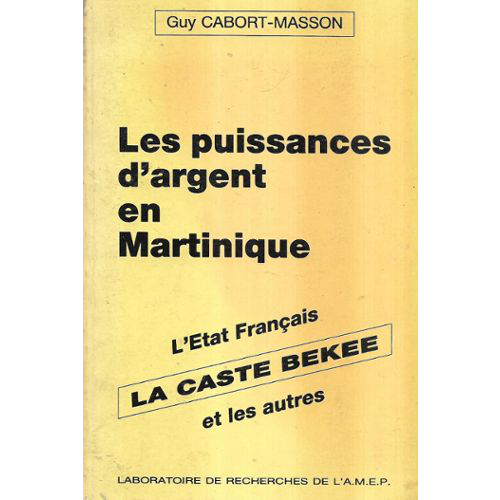 Guy CABORT-MASSON
Les puissances
d'argent
en
Martinique
L'Etat Français
LA CASTE BEKEE
et les autres
LABORATOIRE DE RECHERCHES DE L'A.M.E.P.